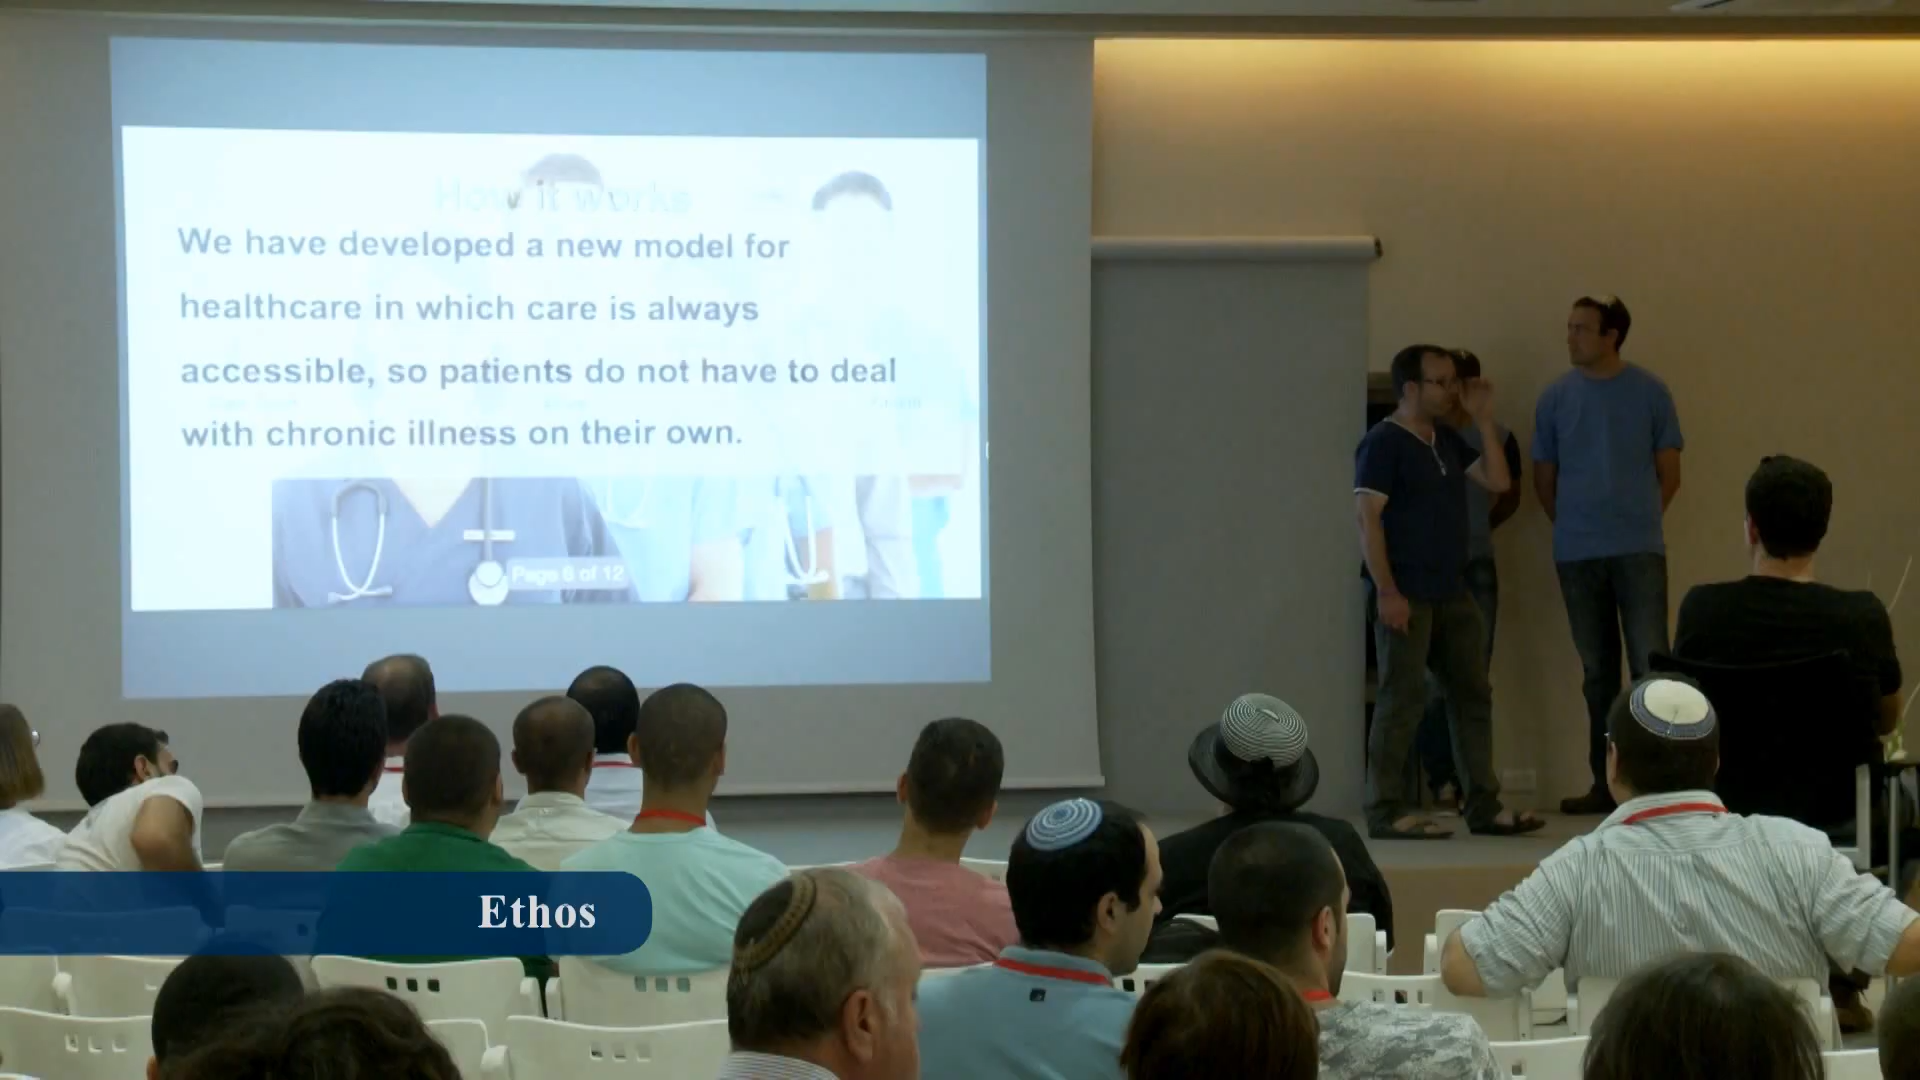 How it works
We have developed a new model for
healthcare in which care is always
accessible, so patients do not have to deal
with chronic illness on their own.
Page 6 of 12
Ethos